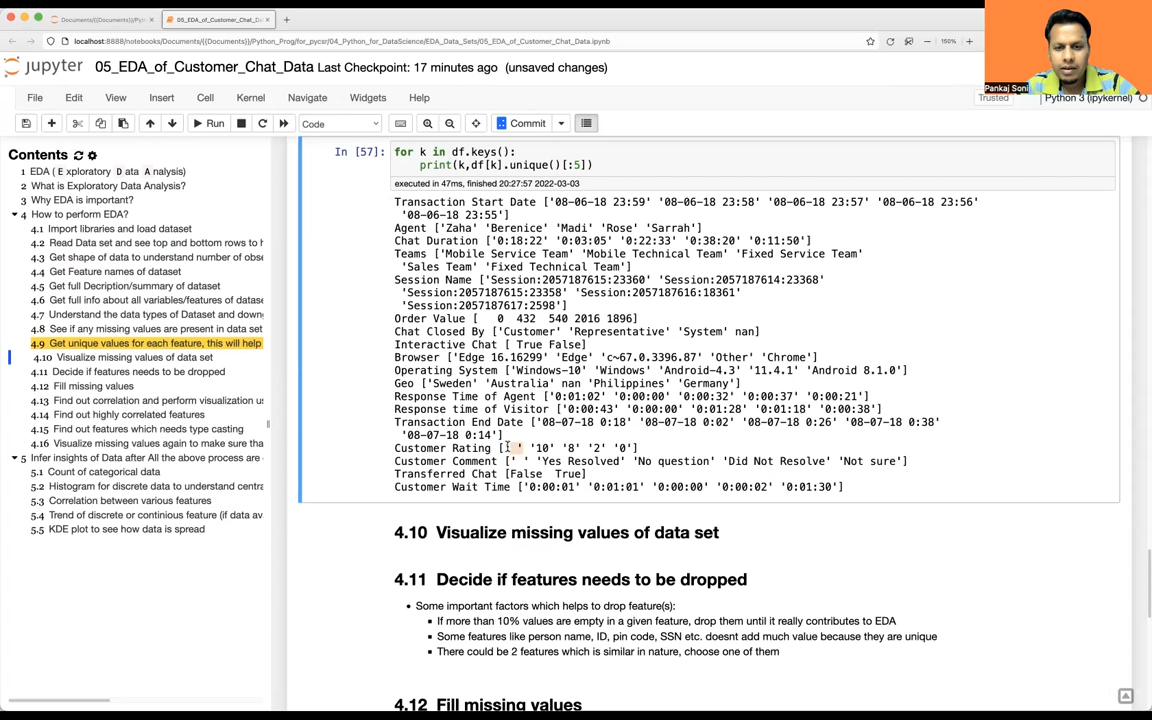 Documents/{{Documents}}/Pyt
05_EDA_of_Customer_Chat_Da
localhost:8888/notebooks/Documents/{{Documents}}/Python_Prog/for_pycsr/04_Python_for_DataScience/EDA_Data_Sets/05_EDA_of_Customer_Chat_Data.ipynb
150%
jupyter 05_EDA_of_Customer_Chat_Data Last Checkpoint: 17 minutes ago (unsaved changes)
Pankaj Soni
File Edit View Insert Cell Kernel Navigate Widgets Help
Trusted Python 3 (ipykernel)
Run Code Commit
Contents
1 EDA ( E xploratory D ata A nalysis)
2 What is Exploratory Data Analysis?
3 Why EDA is important?
4 How to perform EDA?
4.1 Import libraries and load dataset
4.2 Read Data set and see top and bottom rows to h
4.3 Get shape of data to understand number of obse
4.4 Get Feature names of dataset
4.5 Get full Decription/summary of dataset
4.6 Get full info about all variables/features of datase
4.7 Understand the data types of Dataset and down
4.8 See if any missing values are present in data set
4.9 Get unique values for each feature, this will help
4.10 Visualize missing values of data set
4.11 Decide if features needs to be dropped
4.12 Fill missing values
4.13 Find out correlation and perform visualization us
4.14 Find out highly correlated features
4.15 Find out features which needs type casting
4.16 Visualize missing values again to make sure tha
5 Infer insights of Data after All the above process are
5.1 Count of categorical data
5.2 Histogram for discrete data to understand centra
5.3 Correlation between various features
5.4 Trend of discrete or continious feature (if data av
5.5 KDE plot to see how data is spread
In [57]: for k in df.keys():
print(k,df[k].unique()[:5])
executed in 47ms, finished 20:27:57 2022-03-03
Transaction Start Date ['08-06-18 23:59' '08-06-18 23:58' '08-06-18 23:57' '08-06-18 23:56'
'08-06-18 23:55']
Agent ['Zaha' 'Berenice' 'Madi' 'Rose' 'Sarrah']
Chat Duration ['0:18:22' '0:03:05' '0:22:33' '0:38:20' '0:11:50']
Teams ['Mobile Service Team' 'Mobile Technical Team' 'Fixed Service Team'
'Sales Team' 'Fixed Technical Team']
Session Name ['Session:2057187615:23360' 'Session:2057187614:23368'
'Session:2057187615:23358' 'Session:2057187616:18361'
'Session:2057187617:2598']
Order Value [ 0 432 540 2016 1896]
Chat Closed By ['Customer' 'Representative' 'System' nan]
Interactive Chat [ True False]
Browser ['Edge 16.16299' 'Edge' 'c~67.0.3396.87' 'Other' 'Chrome']
Operating System ['Windows-10' 'Windows' 'Android-4.3' '11.4.1' 'Android 8.1.0']
Geo ['Sweden' 'Australia' nan 'Philippines' 'Germany']
Response Time of Agent ['0:01:02' '0:00:00' '0:00:32' '0:00:37' '0:00:21']
Response time of Visitor ['0:00:43' '0:00:00' '0:01:28' '0:01:18' '0:01:38']
Transaction End Date ['08-07-18 0:18' '08-07-18 0:02' '08-07-18 0:26' '08-07-18 0:38'
'08-07-18 0:14']
Customer Rating [' ' '10' '8' '2' '0']
Customer Comment [' ' 'Yes Resolved' 'No question' 'Did Not Resolve' 'Not sure']
Transferred Chat [False True]
Customer Wait Time ['0:00:01' '0:01:01' '0:00:00' '0:00:02' '0:01:30']
4.10 Visualize missing values of data set
4.11 Decide if features needs to be dropped
• Some important factors which helps to drop feature(s):
▪ If more than 10% values are empty in a given feature, drop them until it really contributes to EDA
▪ Some features like person name, ID, pin code, SSN etc. doesnt add much value because they are unique
▪ There could be 2 features which is similar in nature, choose one of them
4.12 Fill missing values